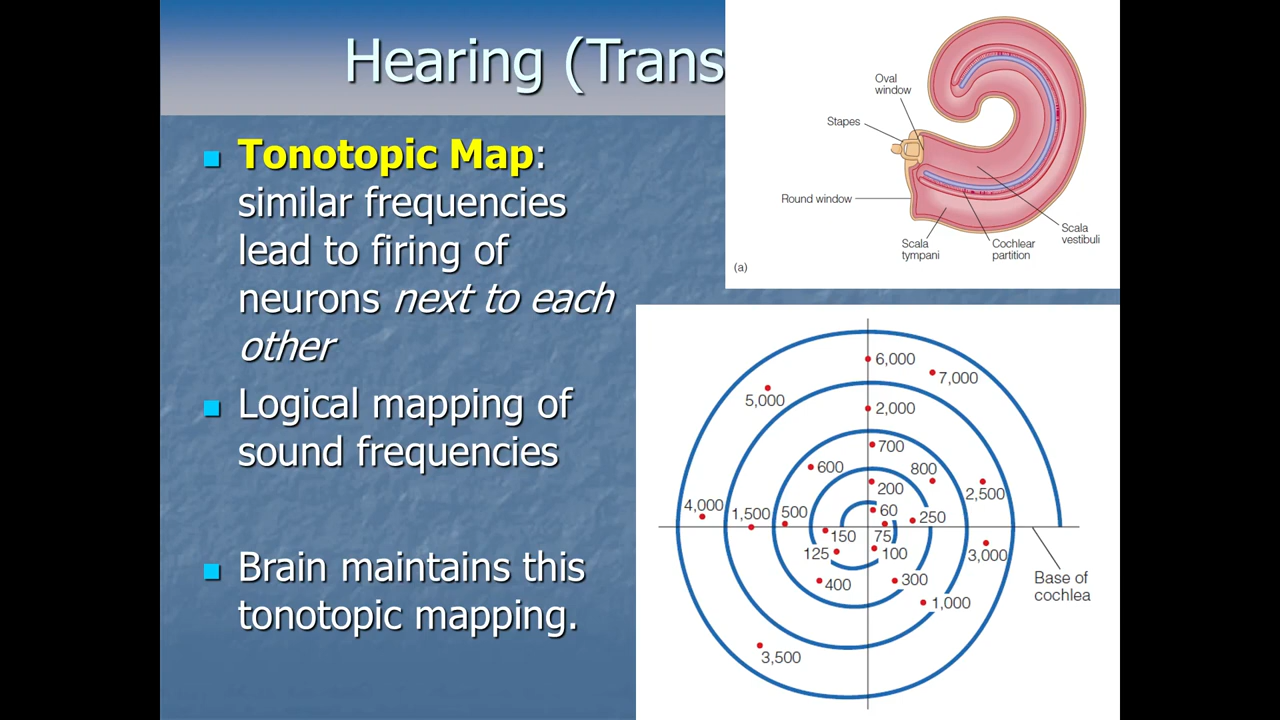 Hearing (Trans
Tonotopic Map:
similar frequencies
lead to firing of
neurons next to each
other
Logical mapping of
sound frequencies
Brain maintains this
tonotopic mapping.
Oval
window
Stapes
Round window
Scala
tympani
Cochlear
partition
Scala
vestibuli
(a)
6,000
7,000
5,000
2,000
700
600
800
200
2,500
4,000
1,500
500
60
250
150
75
125
100
3,000
400
300
1,000
3,500
Base of
cochlea